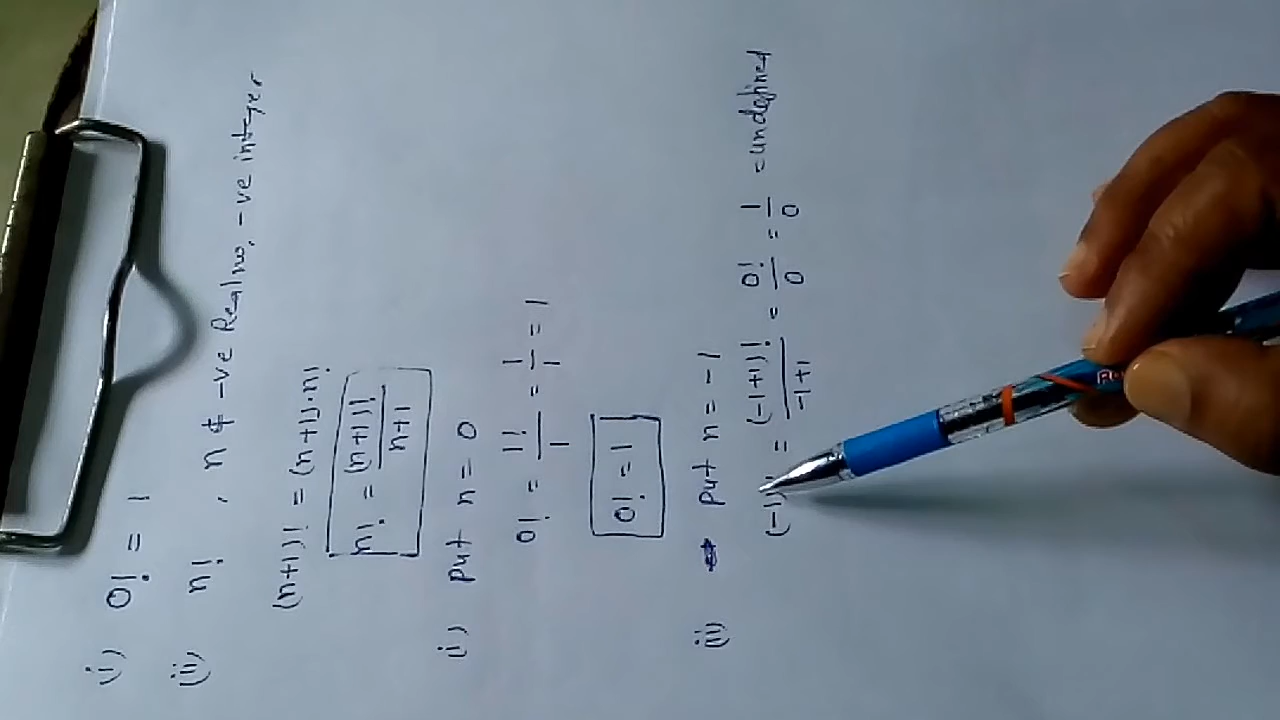 (i) 0! = 1
(ii) n! , n ≠ -ve Real no, -ve integer
(n+1)! = (n+1)·n!
n! = (n+1)! / n+1
(i) put n = 0
0! = 1! / 1 = 1 / 1 = 1
0! = 1
(ii) put n = -1
(-1)! = (-1+1)! / -1+1 = 0! / 0 = 1 / 0 = undefined